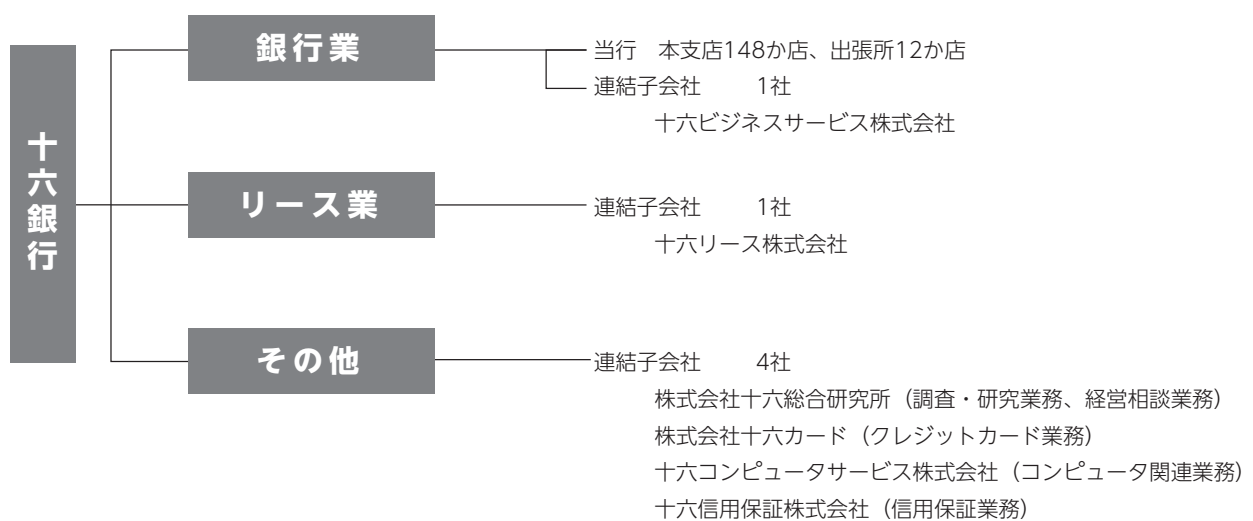 十六銀行
銀行業
当行　本支店148か店、出張所12か店
連結子会社　1社
十六ビジネスサービス株式会社
リース業
連結子会社　1社
十六リース株式会社
その他
連結子会社　4社
株式会社十六総合研究所（調査・研究業務、経営相談業務）
株式会社十六カード（クレジットカード業務）
十六コンピュータサービス株式会社（コンピュータ関連業務）
十六信用保証株式会社（信用保証業務）